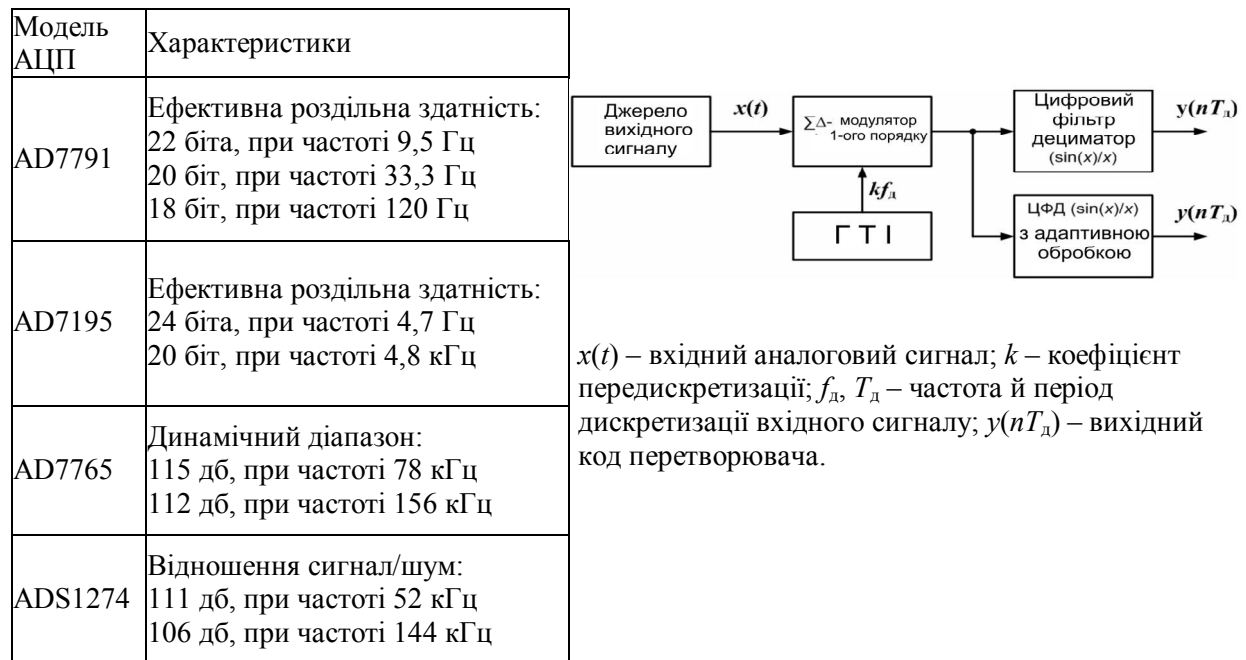 Модель
АЦП
Характеристики
AD7791
Ефективна роздільна здатність:
22 біта, при частоті 9,5 Гц
20 біт, при частоті 33,3 Гц
18 біт, при частоті 120 Гц
AD7195
Ефективна роздільна здатність:
24 біта, при частоті 4,7 Гц
20 біт, при частоті 4,8 кГц
AD7765
Динамічний діапазон:
115 дб, при частоті 78 кГц
112 дб, при частоті 156 кГц
ADS1274
Відношення сигнал/шум:
111 дб, при частоті 52 кГц
106 дб, при частоті 144 кГц
Джерело
вихідного
сигналу
x(t)
∑∆- модулятор
1-ого порядку
kfд
Г Т І
Цифровий
фільтр
дециматор
(sin(x)/x)
y(nTд)
ЦФД (sin(x)/x)
з адаптивною
обробкою
y(nTд)
x(t) – вхідний аналоговий сигнал; k – коефіцієнт
передискретизації; fд, Tд – частота й період
дискретизації вхідного сигналу; y(nTд) – вихідний
код перетворювача.